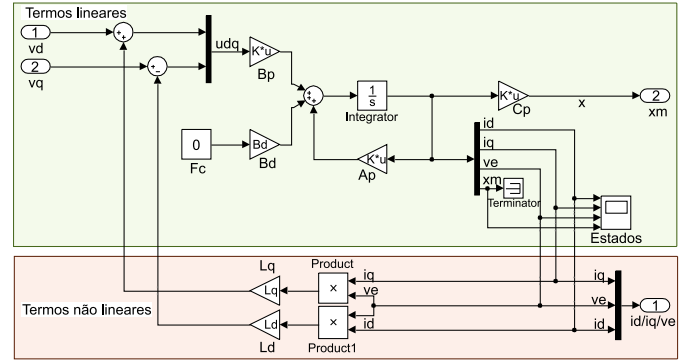 Termos lineares
1
vd
2
vq
+
+
+
-
udq
K*u
Bp
0
Fc
Bd
Bd
+
+
+
1
s
Integrator
K*u
Ap
K*u
Cp
x
2
xm
id
iq
ve
xm
Terminator
Estados
Termos não lineares
Lq
Lq
Ld
Ld
Product
×
×
Product1
iq
ve
id
iq
ve
id
1
id/iq/ve